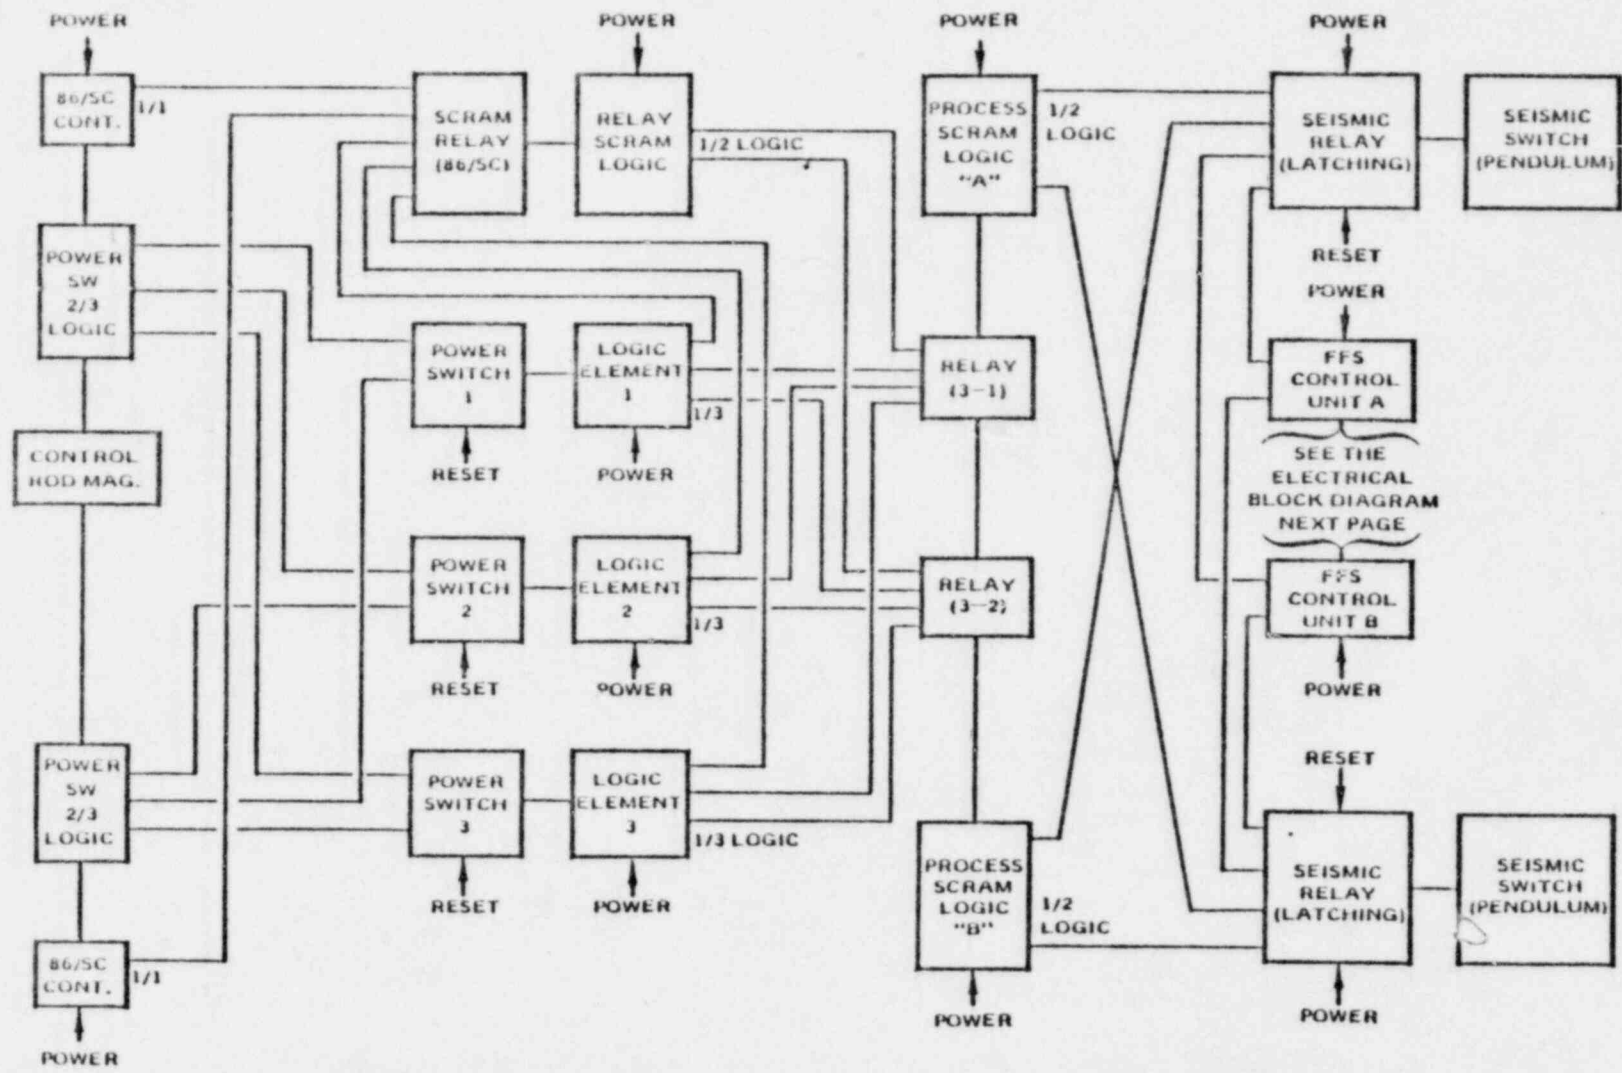 POWER
POWER
POWER
POWER
86/SC
CONT.
1/1
SCRAM
RELAY
(86/SC)
RELAY
SCRAM
LOGIC
1/2 LOGIC
PROCESS
SCRAM
LOGIC
"A"
1/2
LOGIC
SEISMIC
RELAY
(LATCHING)
SEISMIC
SWITCH
(PENDULUM)
RESET
POWER
SW
2/3
LOGIC
POWER
POWER
SWITCH
1
LOGIC
ELEMENT
1
1/3
RELAY
(3-1)
FFS
CONTROL
UNIT A
RESET
POWER
CONTROL
ROD MAG.
SEE THE
ELECTRICAL
BLOCK DIAGRAM
NEXT PAGE
POWER
SWITCH
2
LOGIC
ELEMENT
2
1/3
RELAY
(3-2)
FFS
CONTROL
UNIT B
RESET
POWER
POWER
RESET
POWER
SW
2/3
LOGIC
POWER
SWITCH
3
LOGIC
ELEMENT
3
1/3 LOGIC
RESET
POWER
PROCESS
SCRAM
LOGIC
"B"
1/2
LOGIC
SEISMIC
RELAY
(LATCHING)
SEISMIC
SWITCH
(PENDULUM)
86/SC
CONT.
1/1
POWER
POWER
POWER